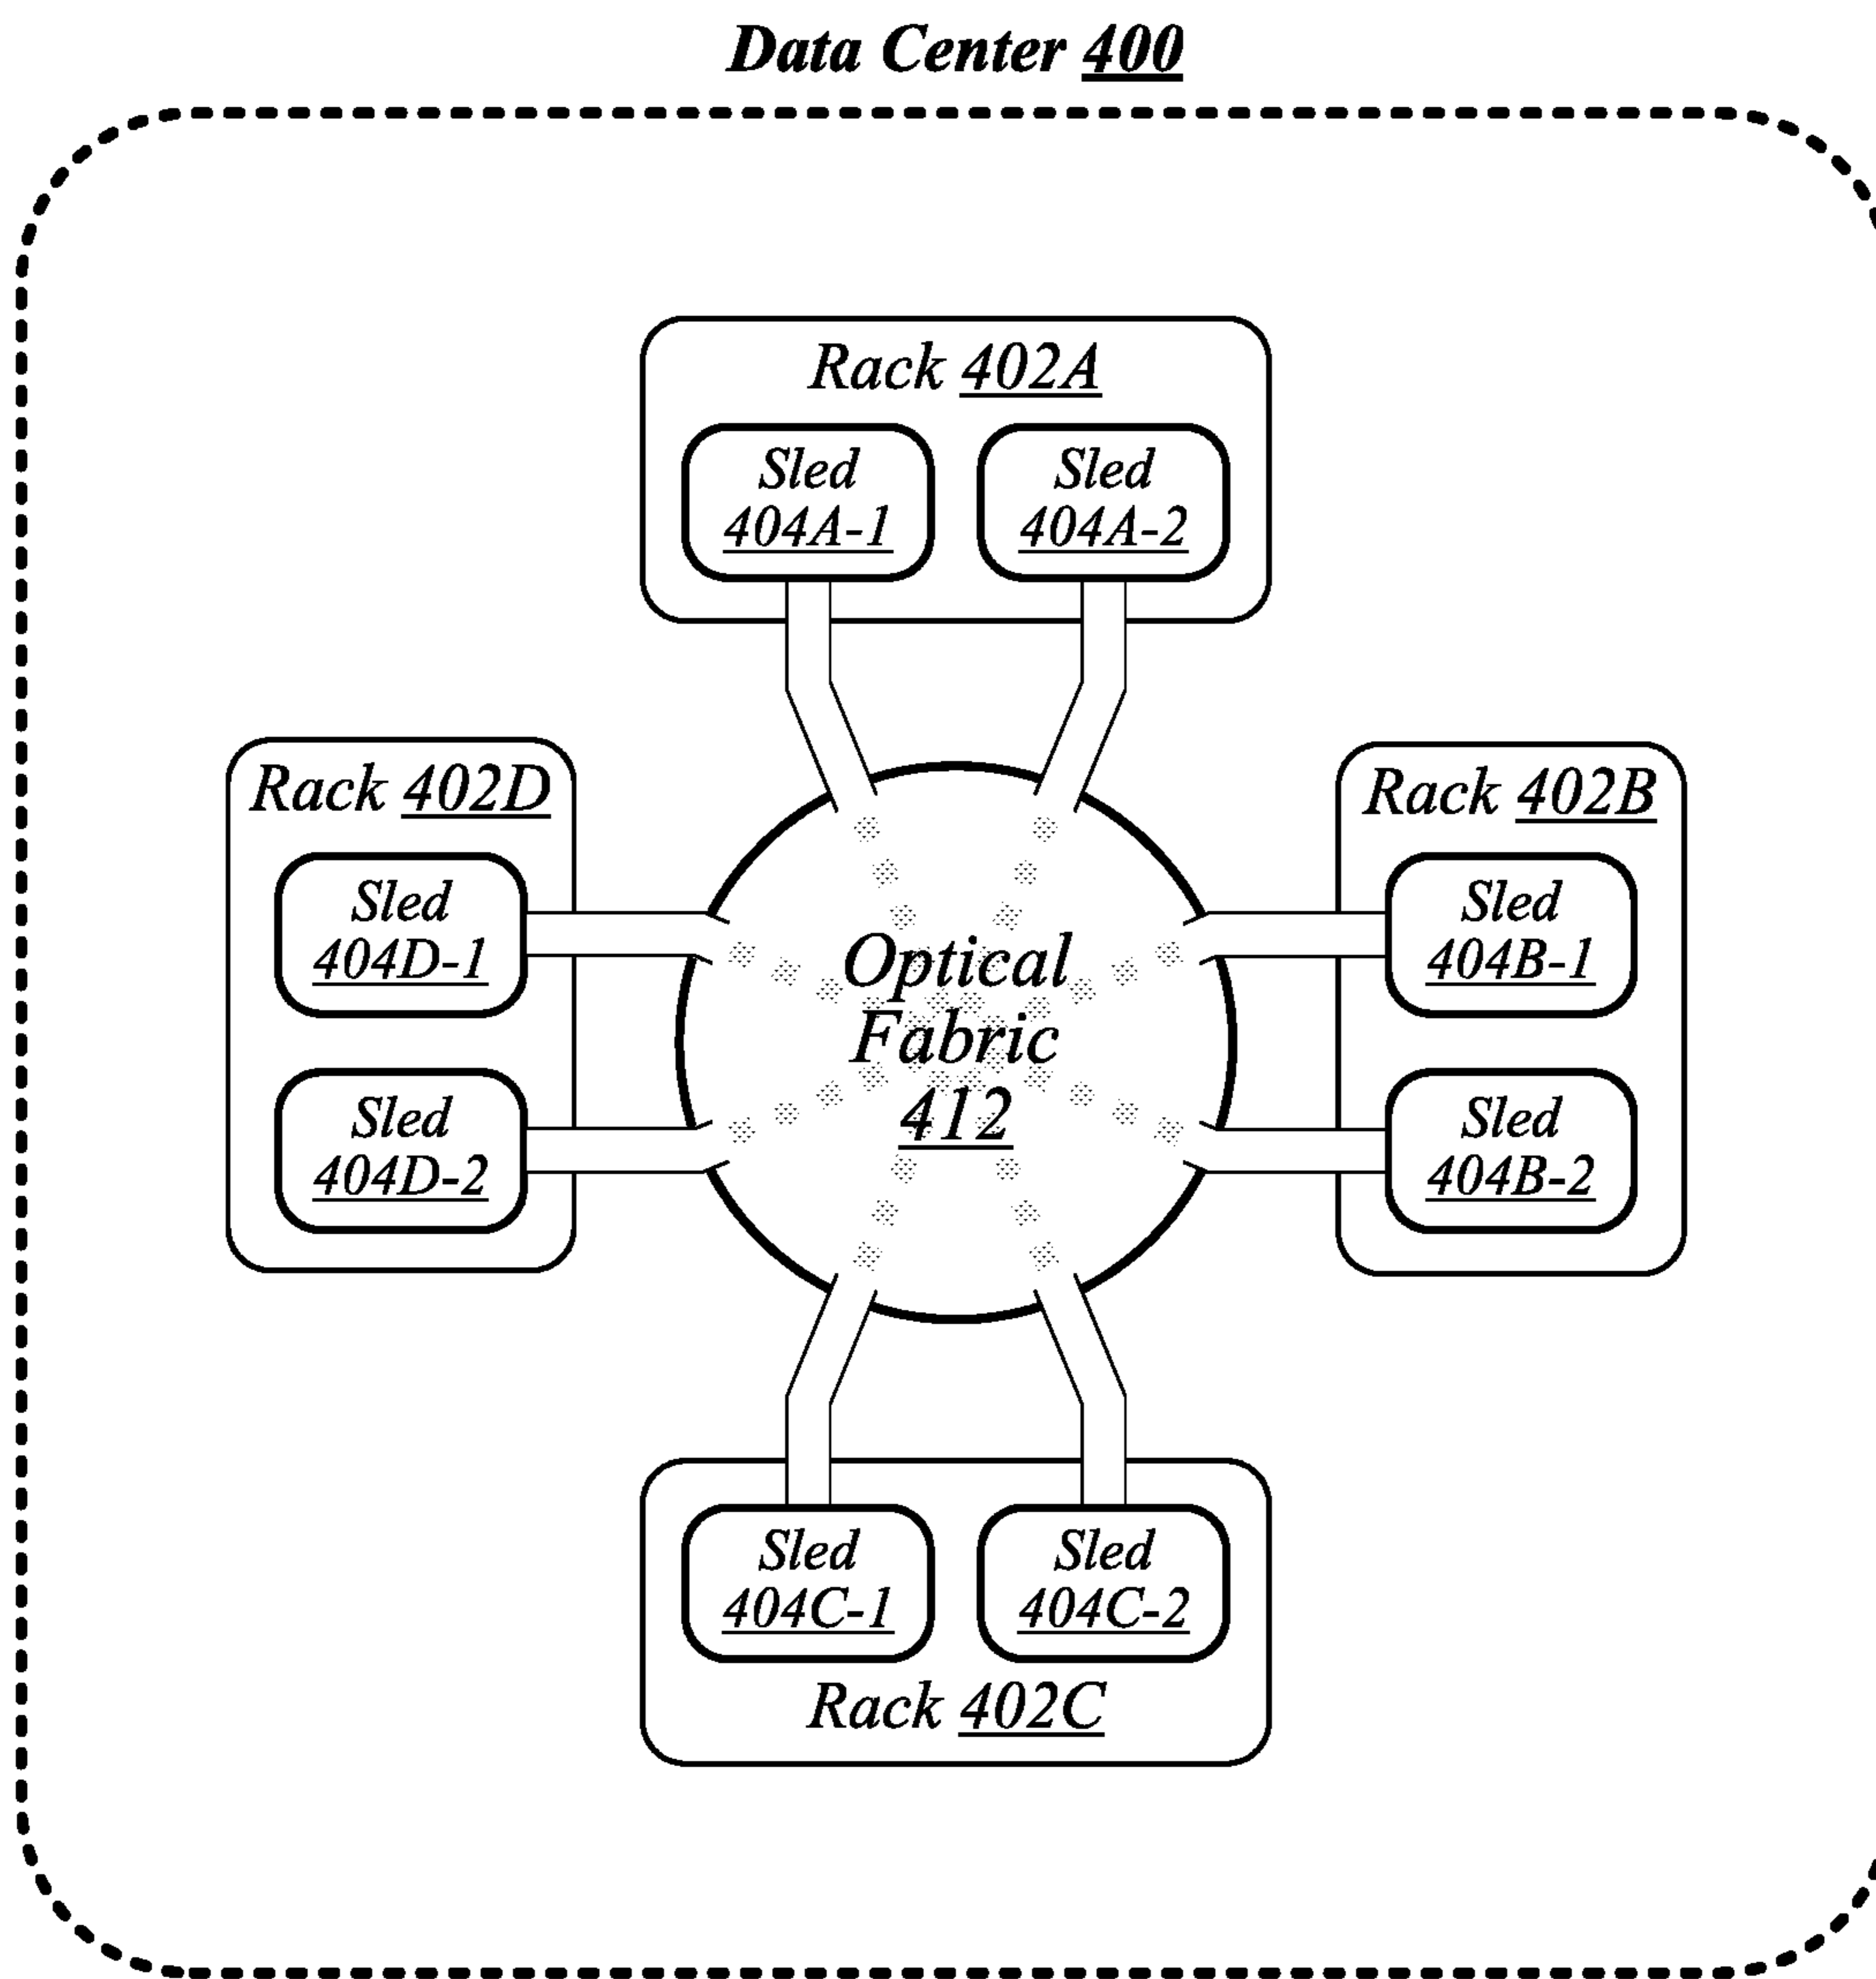 Data Center 400
Rack 402A
Sled
404A-1
Sled
404A-2
Rack 402D
Sled
404D-1
Sled
404D-2
Optical
Fabric
412
Rack 402B
Sled
404B-1
Sled
404B-2
Sled
404C-1
Sled
404C-2
Rack 402C